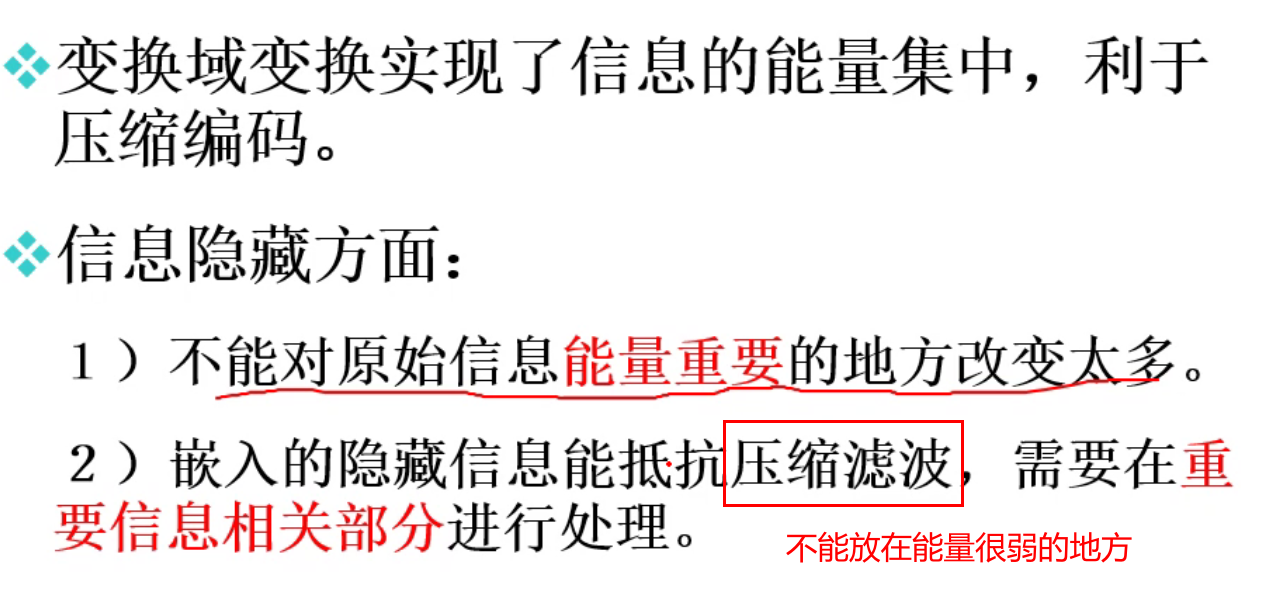 变换域变换实现了信息的能量集中，利于
压缩编码。
信息隐藏方面：
1）不能对原始信息能量重要的地方改变太多。
2）嵌入的隐藏信息能抵抗压缩滤波，需要在重
要信息相关部分进行处理。
不能放在能量很弱的地方